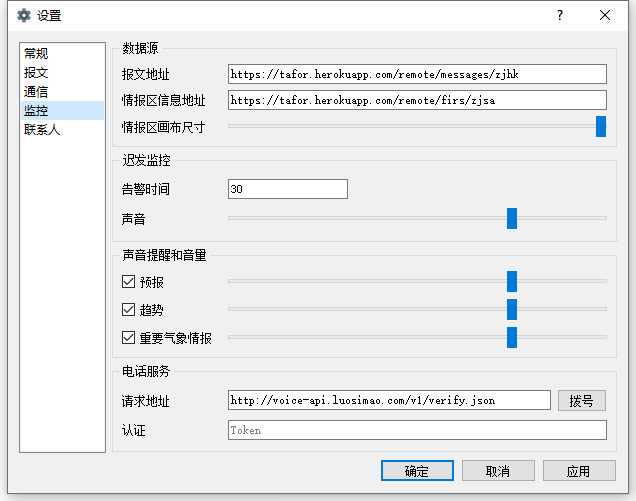 设置
常规
报文
通信
监控
联系人
数据源
报文地址 https://tafor.herokuapp.com/remote/messages/zjhk
情报区信息地址 https://tafor.herokuapp.com/remote/firs/zjsa
情报区画布尺寸
迟发监控
告警时间 30
声音
声音提醒和音量
预报
趋势
重要气象情报
电话服务
请求地址 http://voice-api.luosimao.com/v1/verify.json 拨号
认证 Token
确定 取消 应用